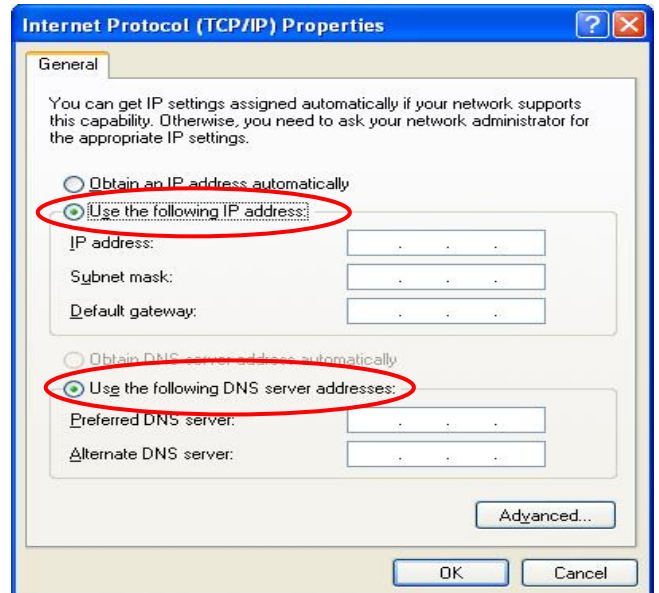 Internet Protocol (TCP/IP) Properties
General
You can get IP settings assigned automatically if your network supports
this capability. Otherwise, you need to ask your network administrator for
the appropriate IP settings.
Obtain an IP address automatically
Use the following IP address:
IP address:
Subnet mask:
Default gateway:
Obtain DNS server address automatically
Use the following DNS server addresses:
Preferred DNS server:
Alternate DNS server:
Advanced...
OK Cancel